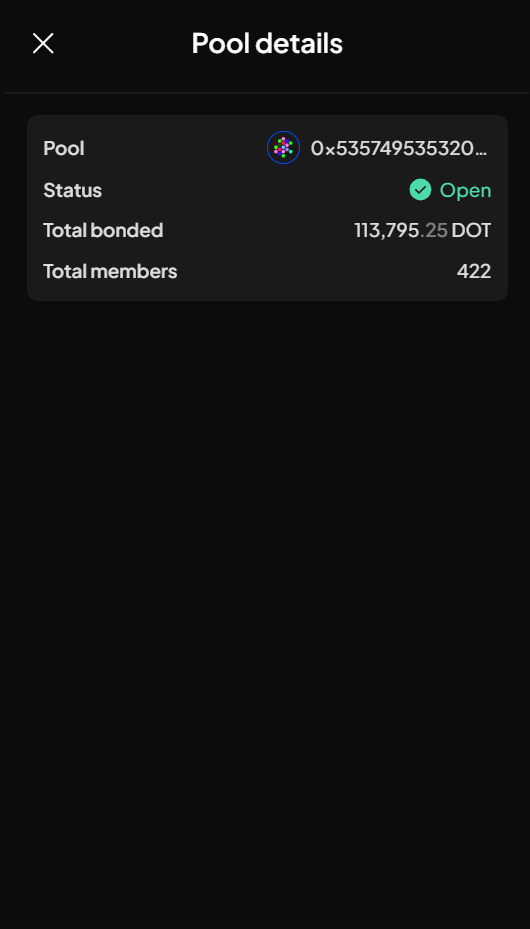 Pool details
Pool 0x535749535320...
Status Open
Total bonded 113,795.25 DOT
Total members 422